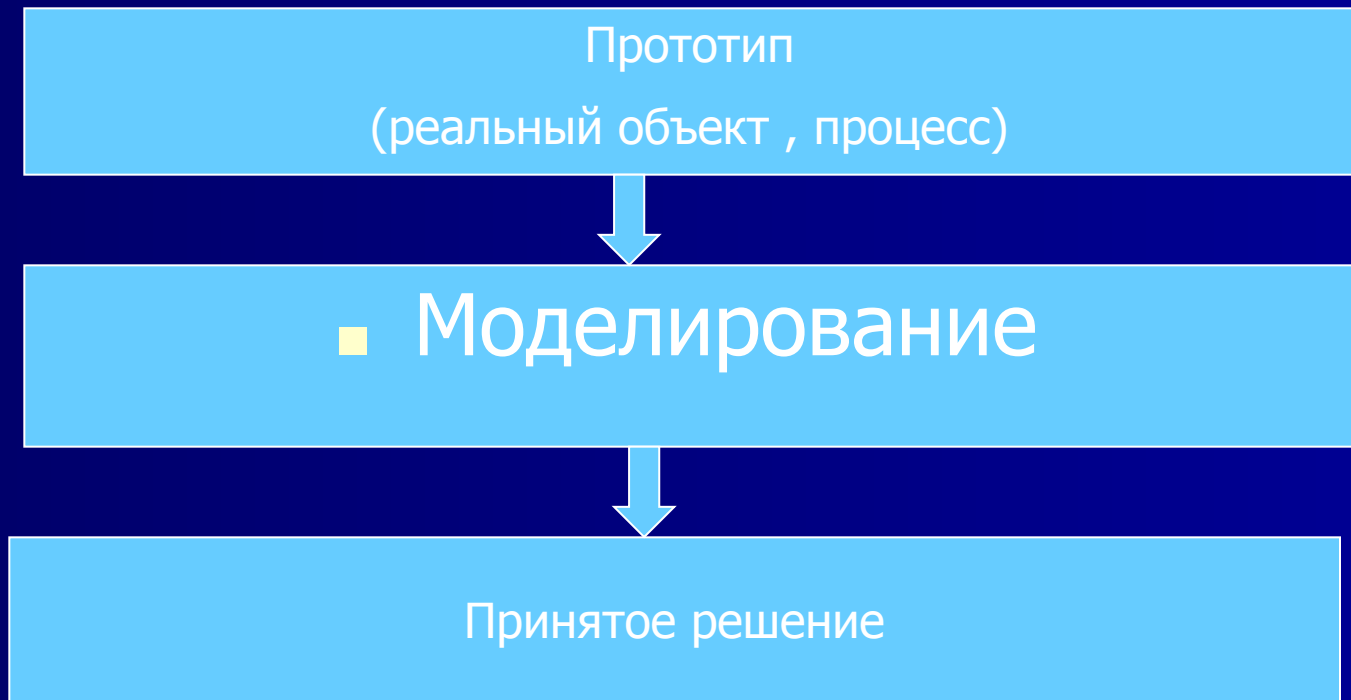 Прототип
(реальный объект , процесс)
Моделирование
Принятое решение